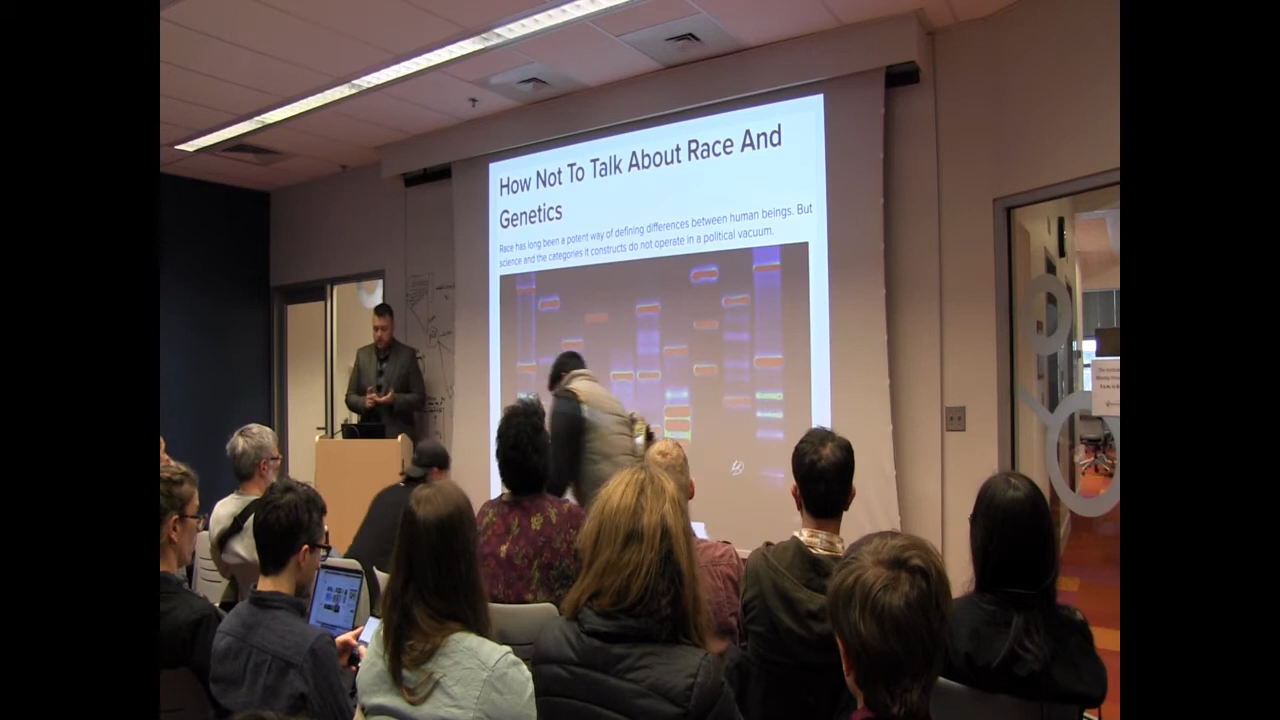 How Not To Talk About Race And
Genetics
Race has long been a potent way of defining differences between human beings. But
science and the categories it constructs do not operate in a political vacuum.